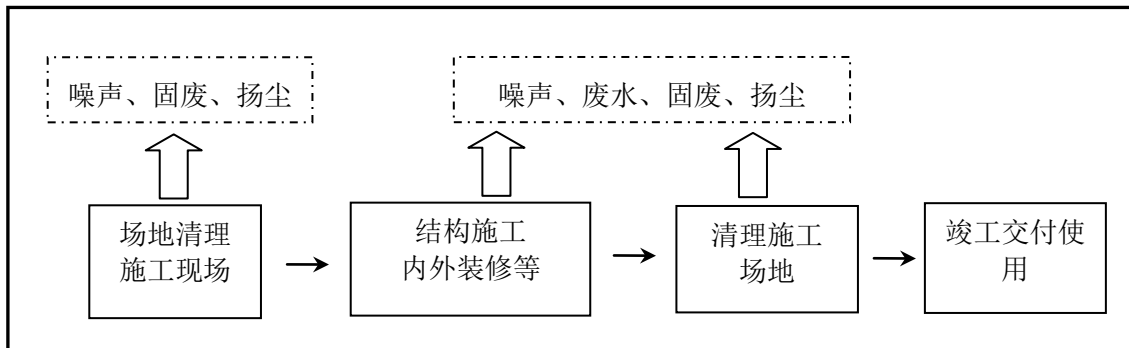 噪声、固废、扬尘
噪声、废水、固废、扬尘
场地清理
施工现场
结构施工
内外装修等
清理施工
场地
竣工交付使
用